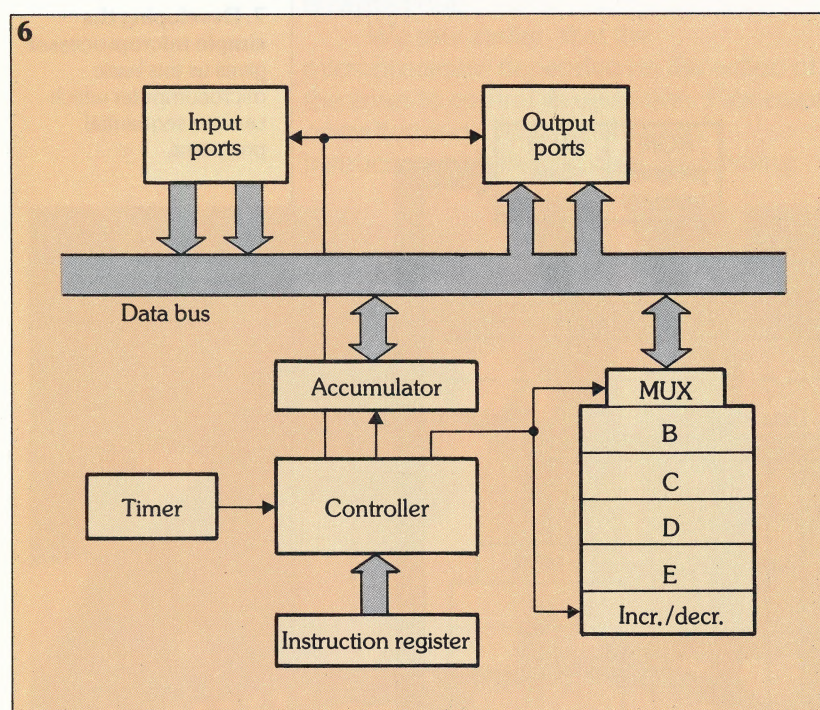 6
Input
ports
Output
ports
Data bus
Accumulator
MUX
B
C
D
E
Incr./decr.
Timer
Controller
Instruction register